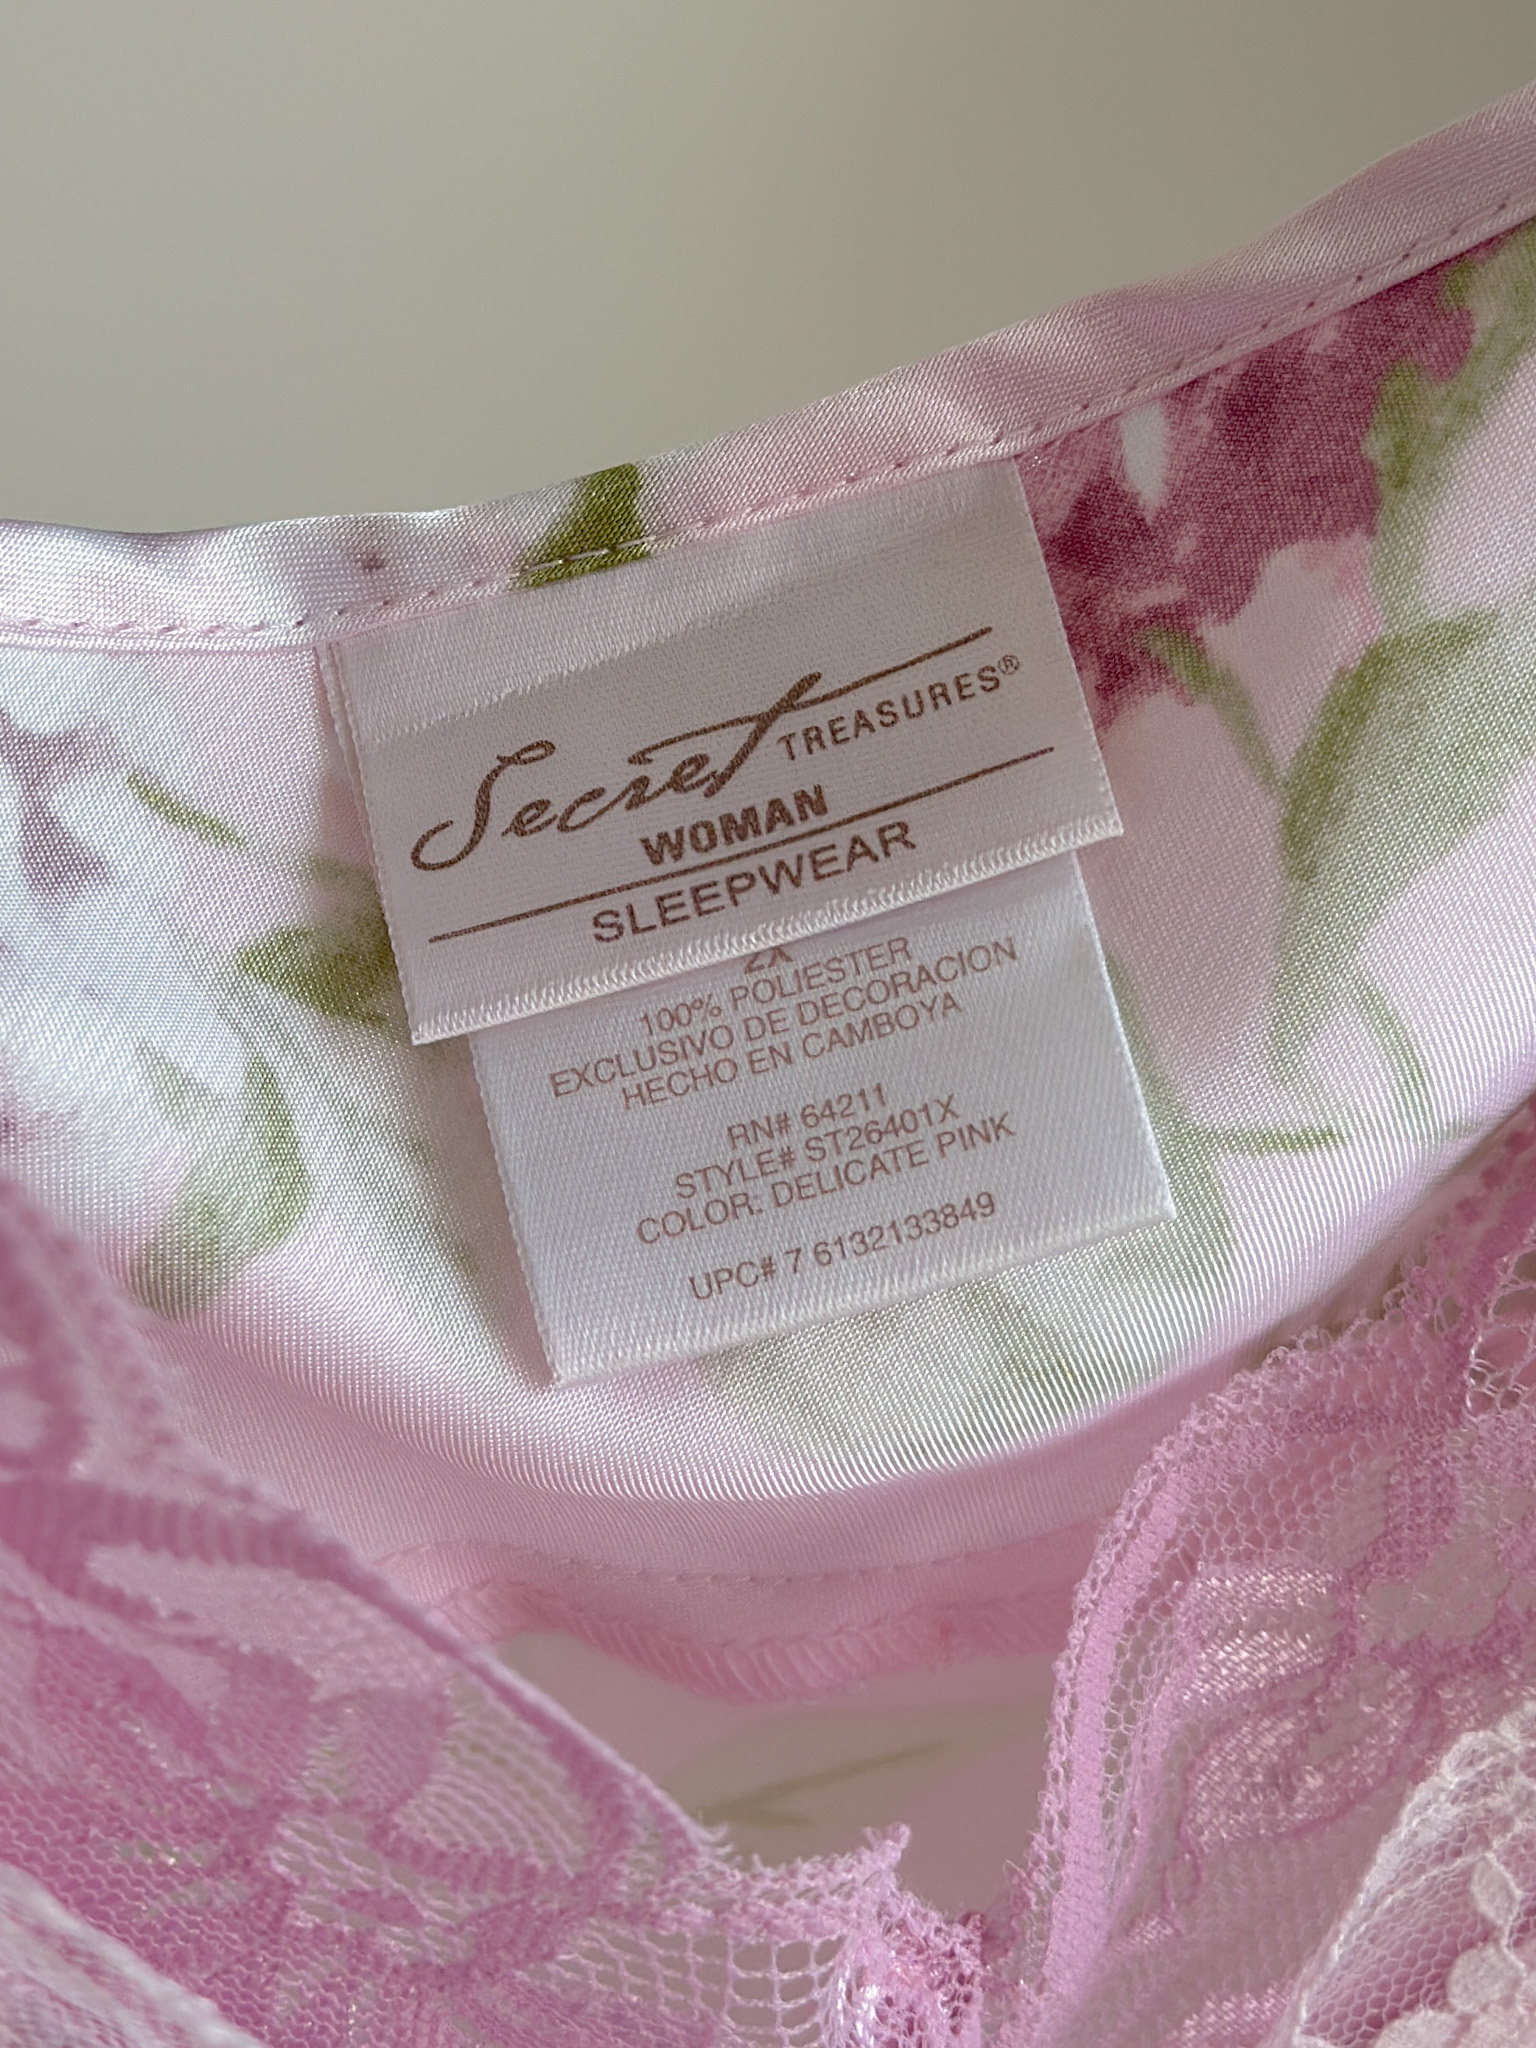 Secret TREASURES®
WOMAN
SLEEPWEAR
2X
100% POLIESTER
EXCLUSIVO DE DECORACION
HECHO EN CAMBOYA
RN# 64211
STYLE# ST26401X
COLOR: DELICATE PINK
UPC# 7 6132133849